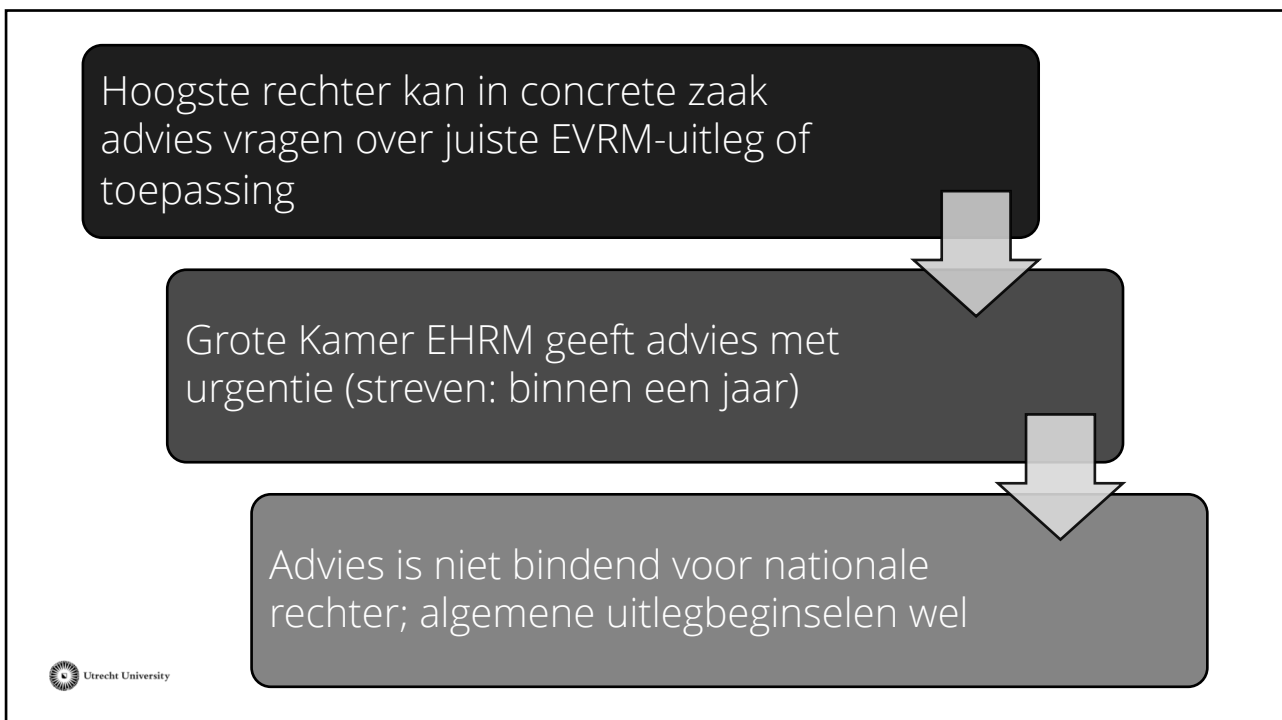 Hoogste rechter kan in concrete zaak
advies vragen over juiste EVRM-uitleg of
toepassing
Grote Kamer EHRM geeft advies met
urgentie (streven: binnen een jaar)
Advies is niet bindend voor nationale
rechter; algemene uitlegbeginselen wel
Utrecht University